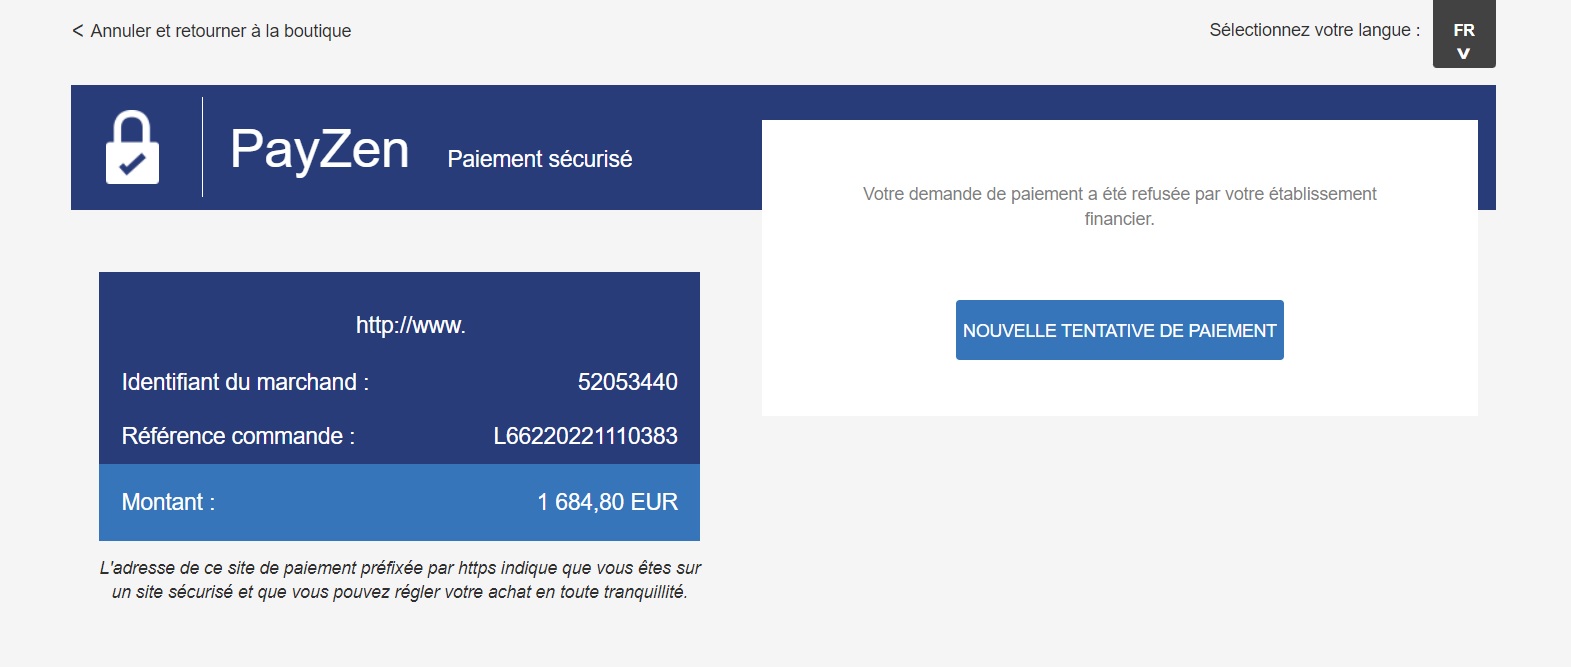 < Annuler et retourner à la boutique
Sélectionnez votre langue :
FR
PayZen Paiement sécurisé
Votre demande de paiement a été refusée par votre établissement
financier.
NOUVELLE TENTATIVE DE PAIEMENT
http://www.
Identifiant du marchand : 52053440
Référence commande : L66220221110383
Montant : 1 684,80 EUR
L'adresse de ce site de paiement préfixée par https indique que vous êtes sur
un site sécurisé et que vous pouvez régler votre achat en toute tranquillité.